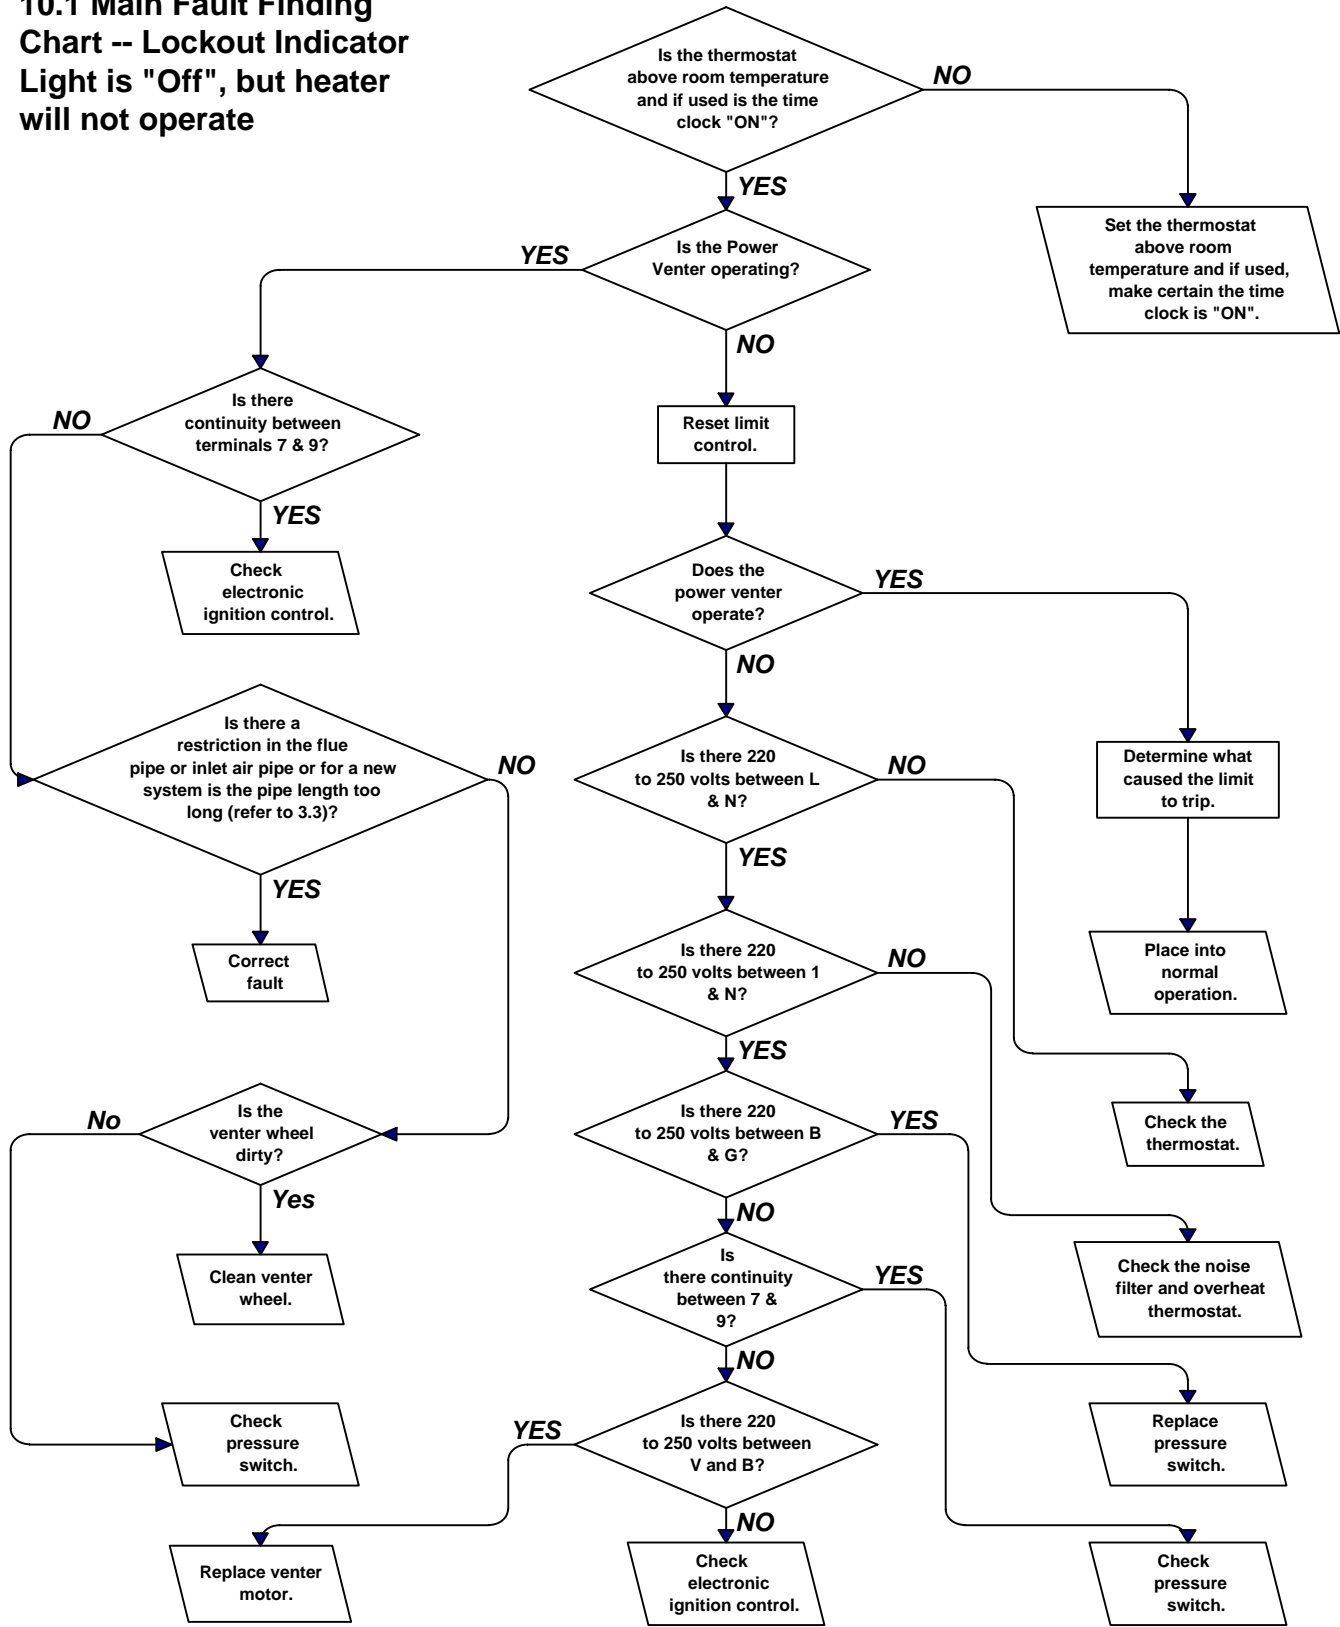 10.1 Main Fault Finding
Chart -- Lockout Indicator
Light is "Off", but heater
will not operate
Is the thermostat
above room temperature
and if used is the time
clock "ON"?
NO
YES
Set the thermostat
above room
temperature and if used,
make certain the time
clock is "ON".
Is the Power
Venter operating?
YES
NO
Is there
continuity between
terminals 7 & 9?
NO
YES
Reset limit
control.
Check
electronic
ignition control.
Does the
power venter
operate?
YES
NO
Is there a
restriction in the flue
pipe or inlet air pipe or for a new
system is the pipe length too
long (refer to 3.3)?
NO
YES
Is there 220
to 250 volts between L
& N?
NO
YES
Determine what
caused the limit
to trip.
Correct
fault
Is there 220
to 250 volts between 1
& N?
NO
YES
Place into
normal
operation.
Is the
venter wheel
dirty?
No
Yes
Is there 220
to 250 volts between B
& G?
YES
NO
Check the
thermostat.
Clean venter
wheel.
Is
there continuity
between 7 &
9?
YES
NO
Check the noise
filter and overheat
thermostat.
Check
pressure
switch.
YES
Is there 220
to 250 volts between
V and B?
NO
Replace
pressure
switch.
Replace venter
motor.
Check
electronic
ignition control.
Check
pressure
switch.